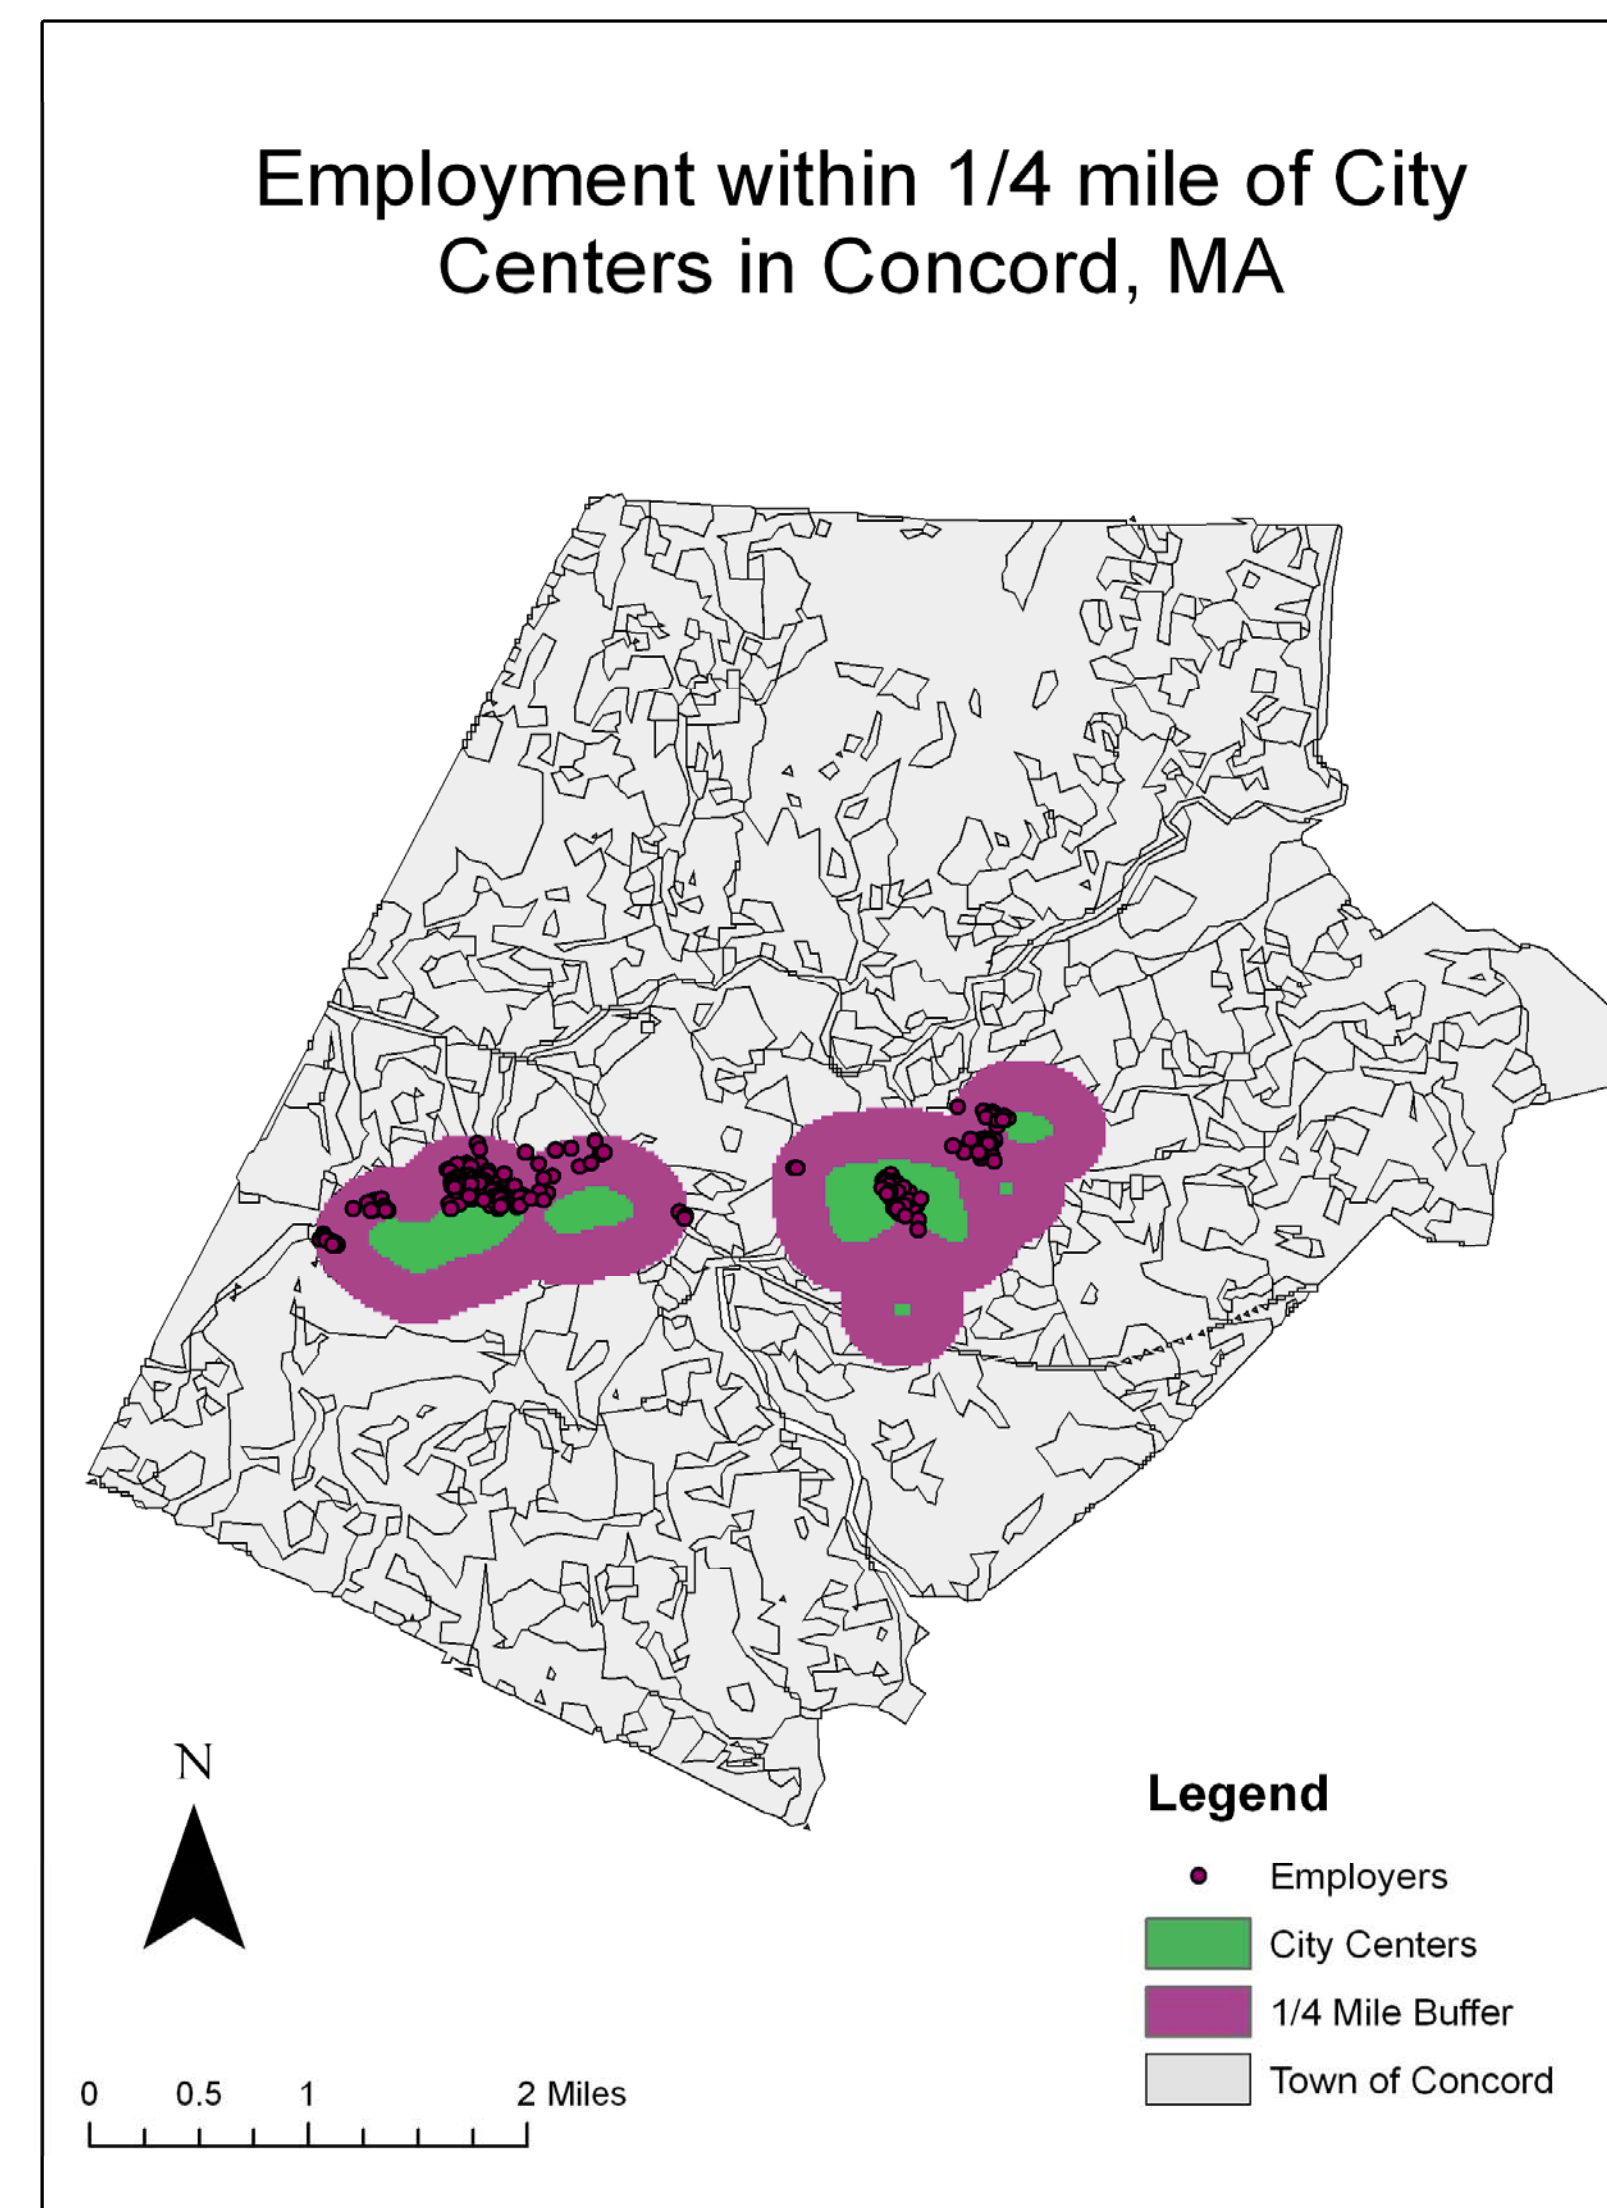 Employment within 1/4 mile of City
Centers in Concord, MA
N
Legend
Employers
City Centers
1/4 Mile Buffer
Town of Concord
0 0.5 1 2 Miles